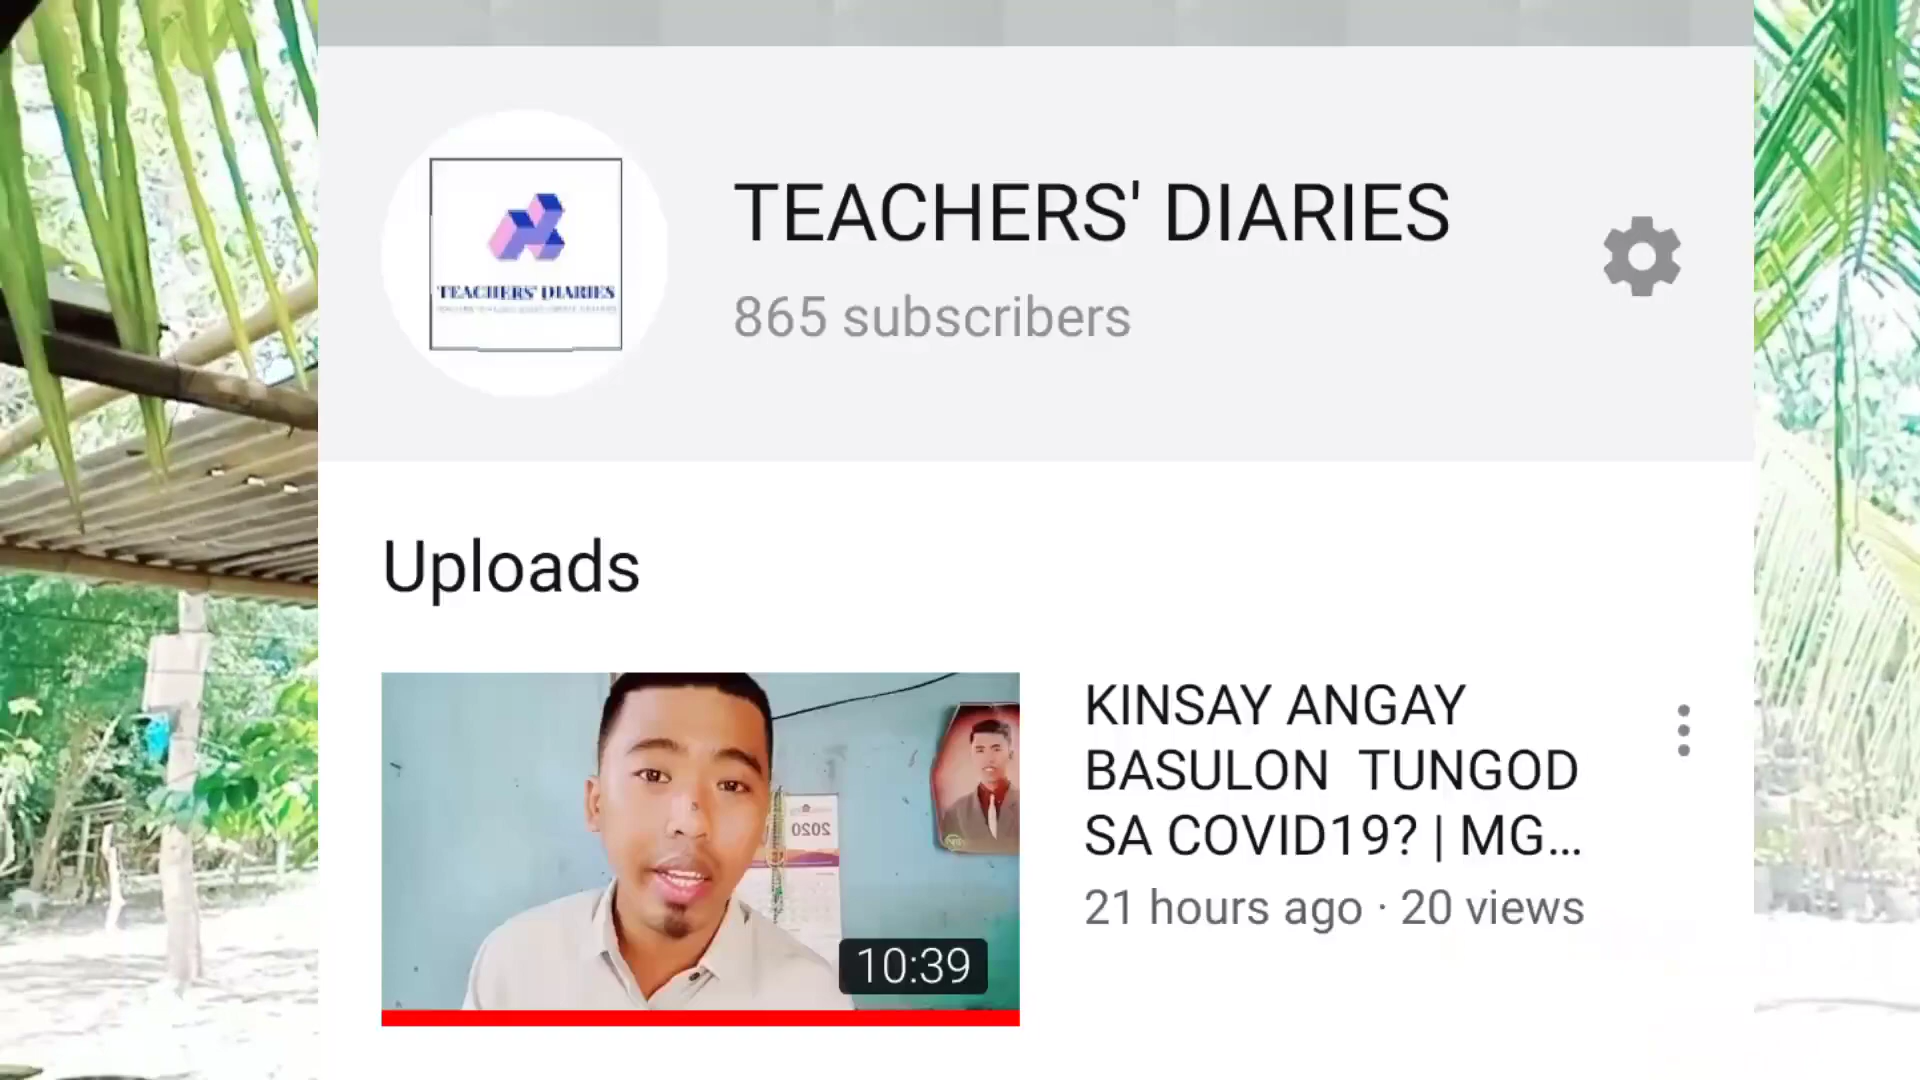 TEACHERS' DIARIES
TEACHERS' DIARIES
865 subscribers
Uploads
2020
10:39
KINSAY ANGAY
BASULON TUNGOD
SA COVID19? | MG...
21 hours ago · 20 views